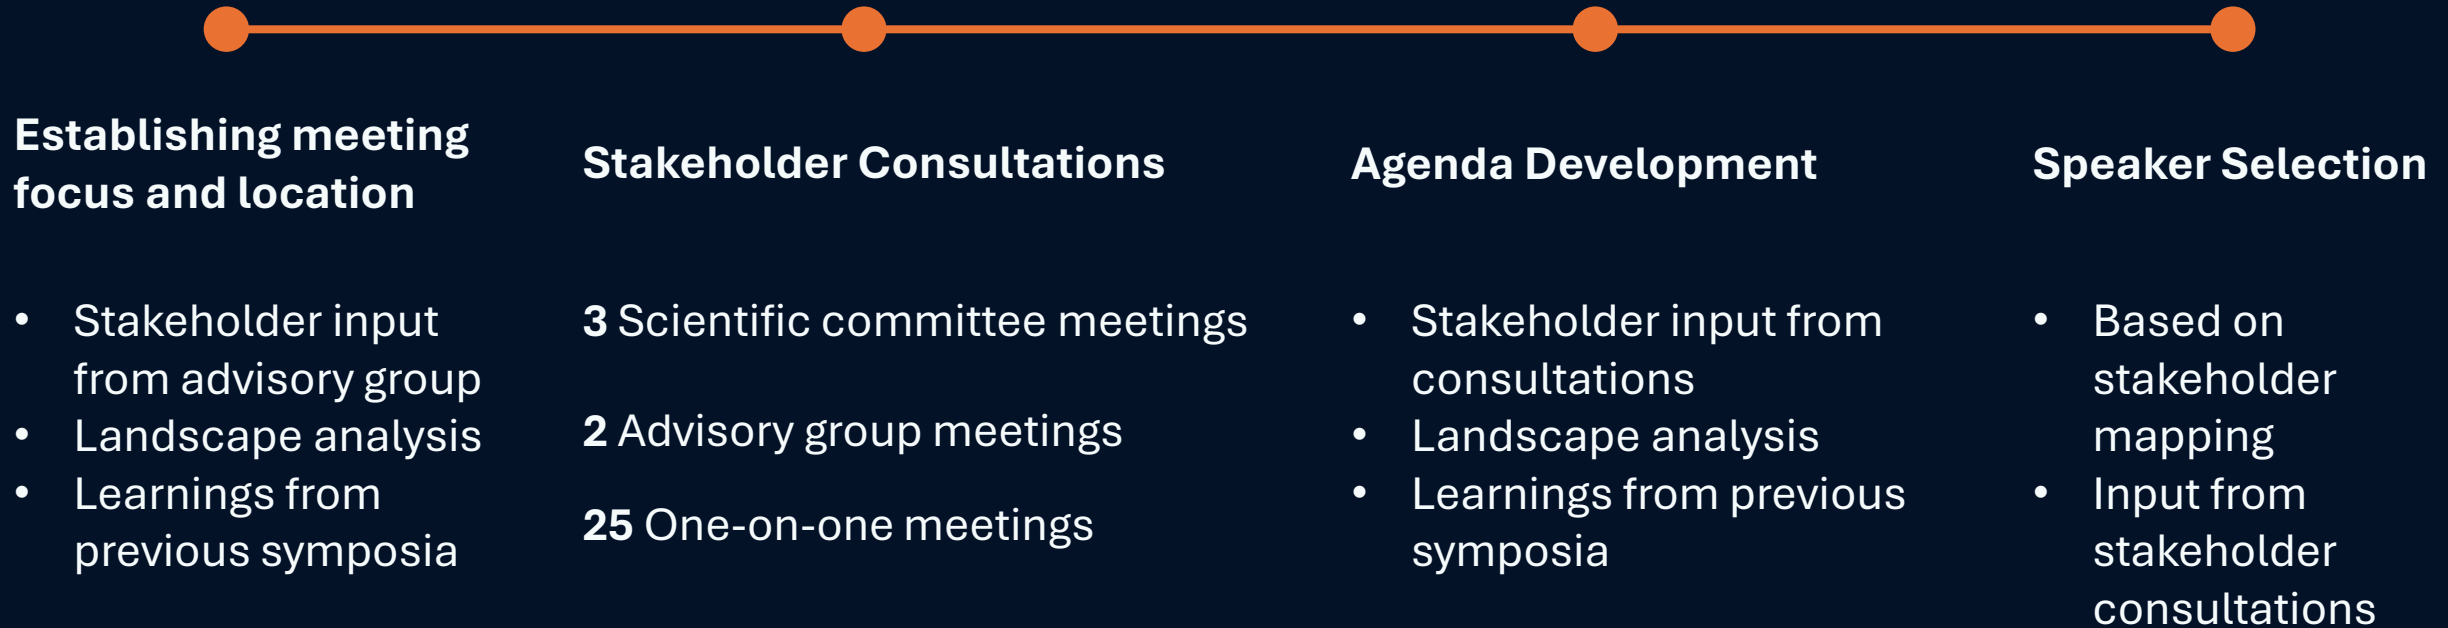 Establishing meeting
focus and location
• Stakeholder input
from advisory group
• Landscape analysis
• Learnings from
previous symposia
Stakeholder Consultations
3 Scientific committee meetings
2 Advisory group meetings
25 One-on-one meetings
Agenda Development
• Stakeholder input from
consultations
• Landscape analysis
• Learnings from previous
symposia
Speaker Selection
• Based on
stakeholder
mapping
• Input from
stakeholder
consultations